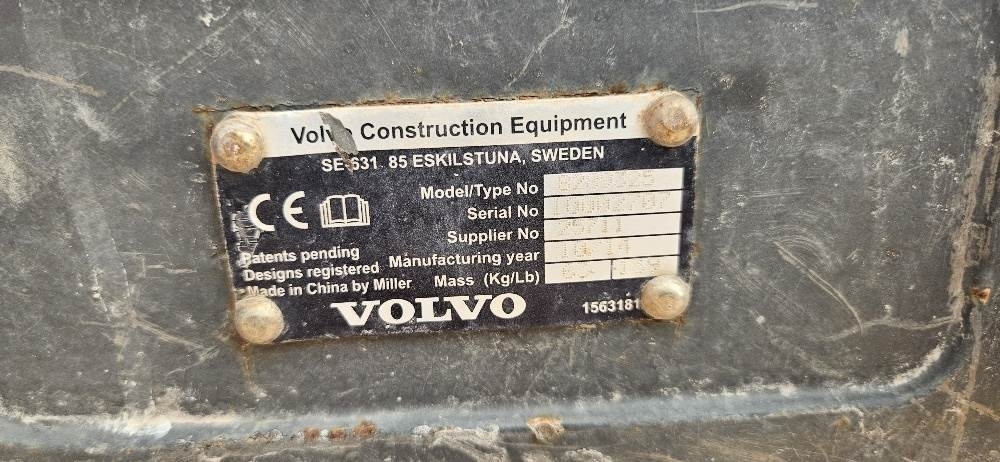 Volvo Construction Equipment
SE-631 85 ESKILSTUNA, SWEDEN
Model/Type No
Serial No
Supplier No
Patents pending
Designs registered
Made in China by Miller
Manufacturing year
Mass (Kg/Lb)
CE
VOLVO
1563181